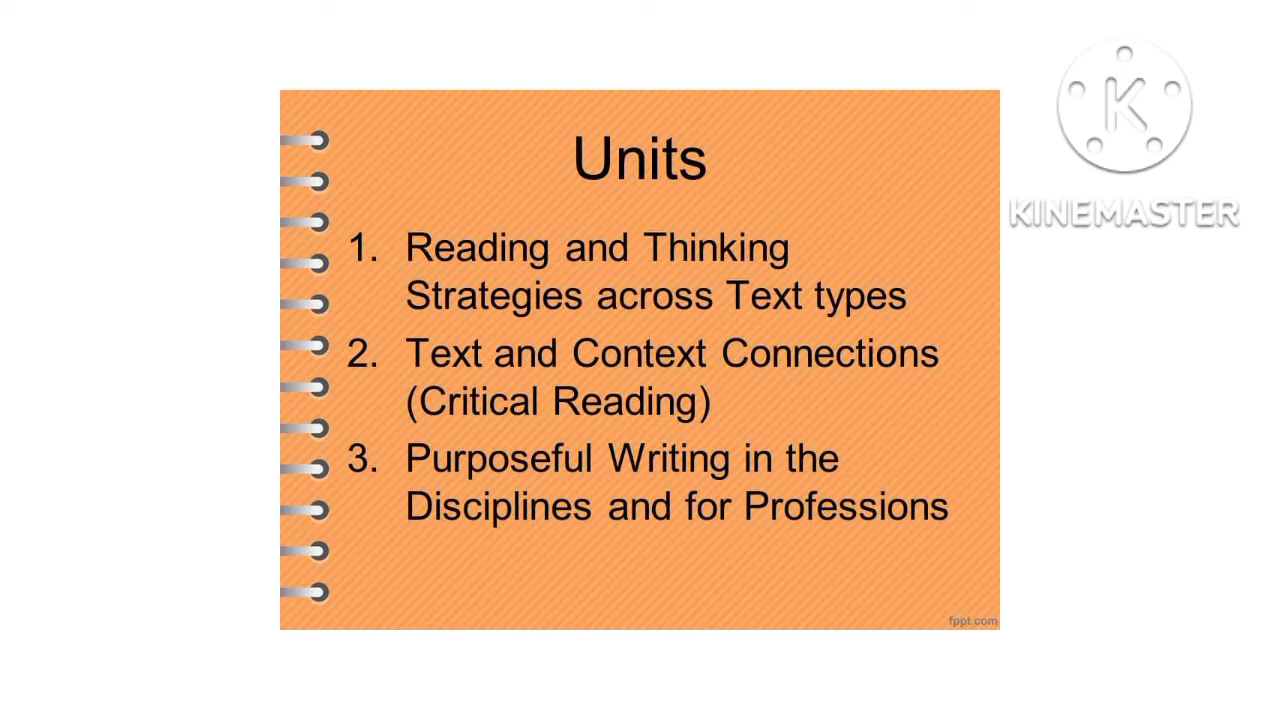 Units
1. Reading and Thinking
Strategies across Text types
2. Text and Context Connections
(Critical Reading)
3. Purposeful Writing in the
Disciplines and for Professions
fppt.com
K
KINEMASTER